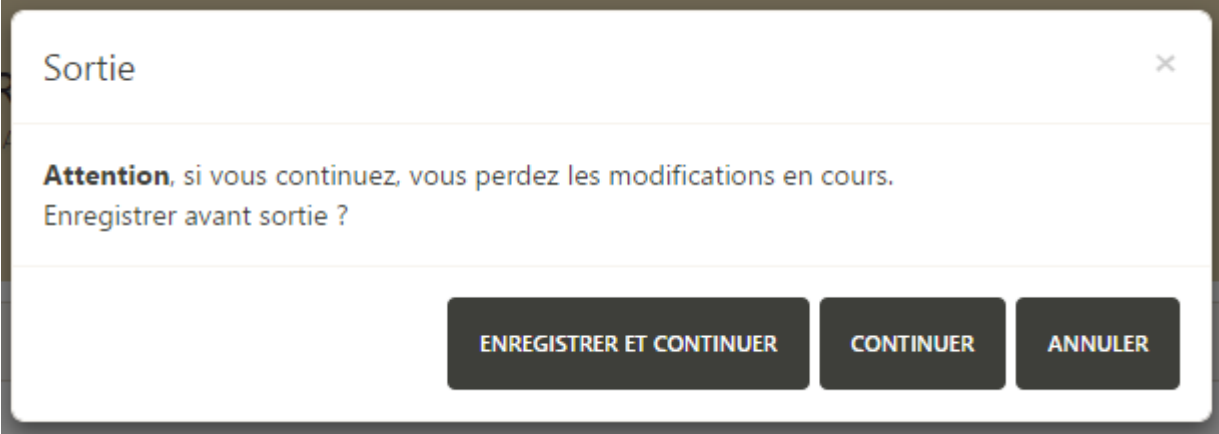 Sortie
×
Attention, si vous continuez, vous perdez les modifications en cours.
Enregistrer avant sortie ?
ENREGISTRER ET CONTINUER
CONTINUER
ANNULER